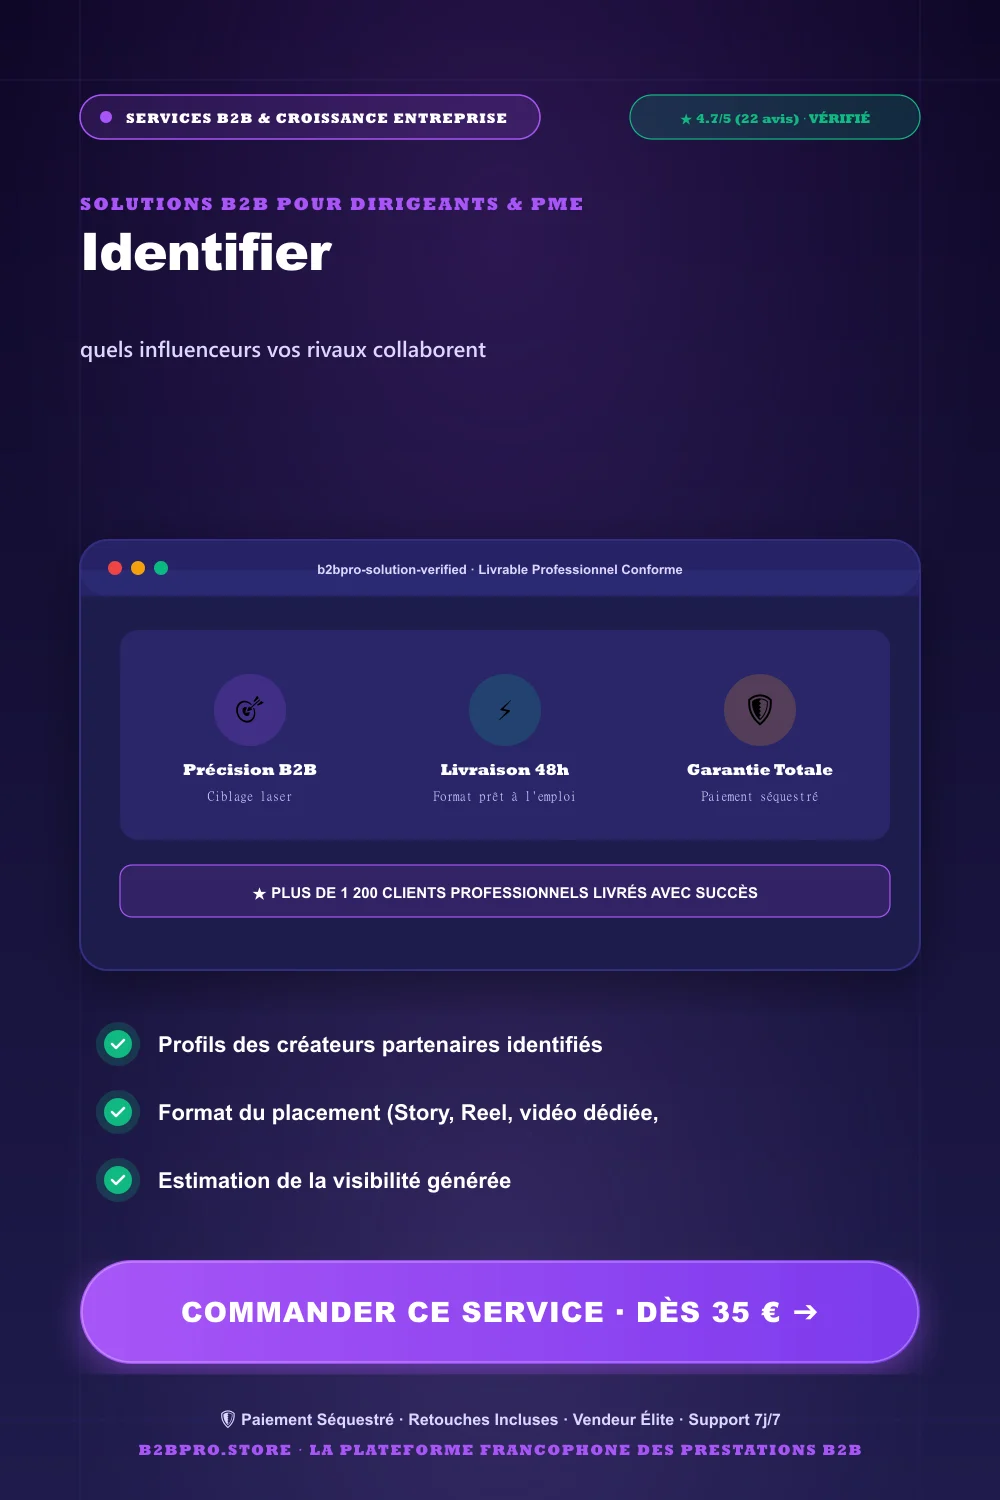 SERVICES B2B & CROISSANCE ENTREPRISE
★ 4.7/5 (22 avis) · VÉRIFIÉ
SOLUTIONS B2B POUR DIRIGEANTS & PME
Identifier
quels influenceurs vos rivaux collaborent
b2bpro-solution-verified · Livrable Professionnel Conforme
Précision B2B
Livraison 48h
Garantie Totale
Ciblage laser
Format prêt à l'emploi
Paiement séquestré
★ PLUS DE 1 200 CLIENTS PROFESSIONNELS LIVRÉS AVEC SUCCÈS
Profils des créateurs partenaires identifiés
Format du placement (Story, Reel, vidéo dédiée,
Estimation de la visibilité générée
COMMANDER CE SERVICE · DÈS 35 € ➔
Paiement Séquestré · Retouches Incluses · Vendeur Élite · Support 7j/7
B2BPRO.STORE · LA PLATEFORME FRANCOPHONE DES PRESTATIONS B2B